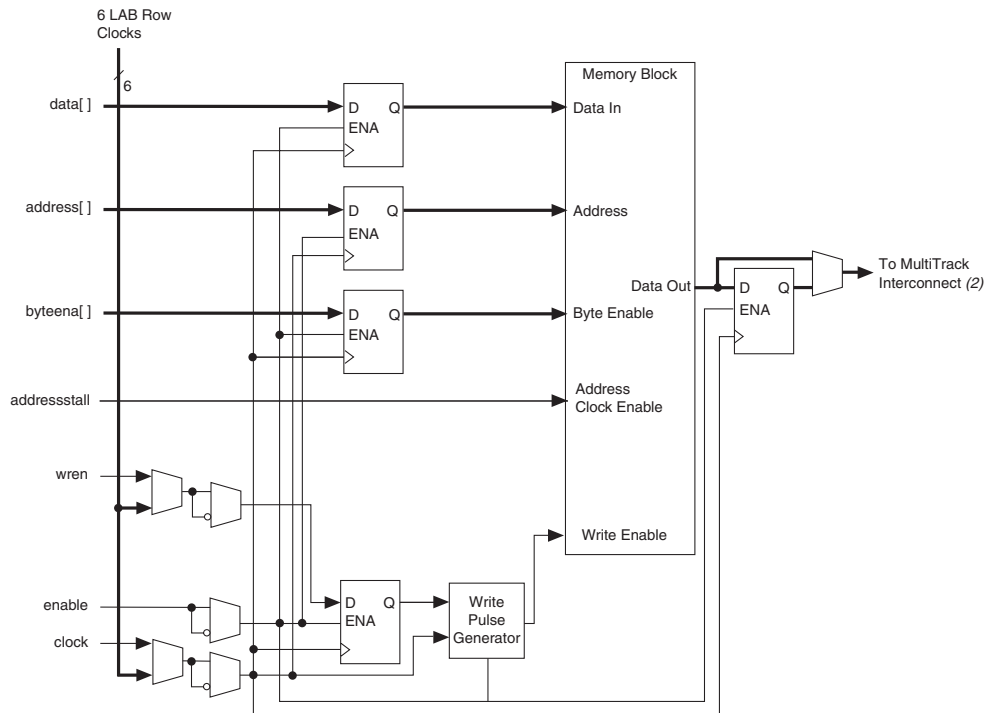 6 LAB Row
Clocks
6
data[ ]
D Q
ENA
Memory Block
Data In
address[ ]
D Q
ENA
Address
byteena[ ]
D Q
ENA
Byte Enable
Data Out
D Q
ENA
To MultiTrack
Interconnect (2)
addressstall
Address
Clock Enable
wren
Write Enable
enable
clock
D Q
ENA
Write
Pulse
Generator